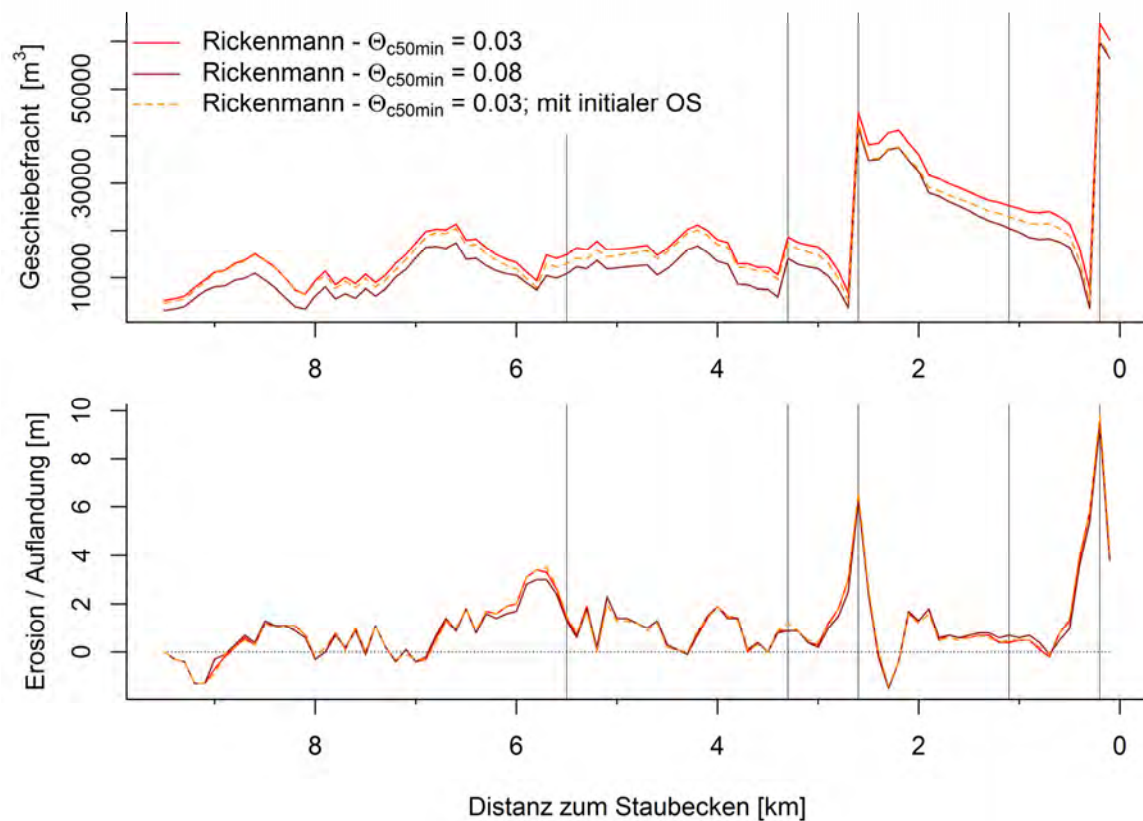 Geschiebefracht [m³]
10000 30000 50000
Rickenmann - Θc50min = 0.03
Rickenmann - Θc50min = 0.08
Rickenmann - Θc50min = 0.03; mit initialer OS
8 6 4 2 0
Erosion / Auflandung [m]
10
8
6
4
2
0
8 6 4 2 0
Distanz zum Staubecken [km]